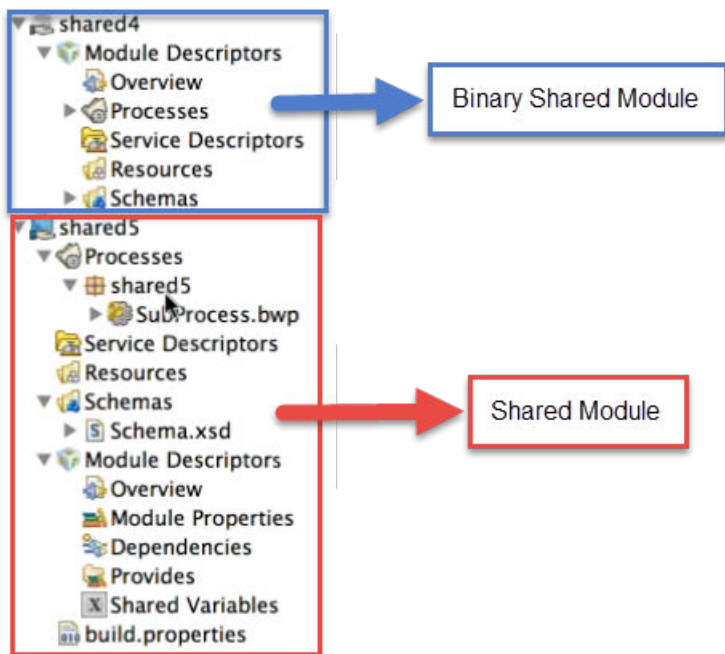 shared4
Module Descriptors
Overview
Processes
Service Descriptors
Resources
Schemas
Binary Shared Module
shared5
Processes
shared5
SubProcess.bwp
Service Descriptors
Resources
Schemas
Schema.xsd
Module Descriptors
Overview
Module Properties
Dependencies
Provides
Shared Variables
build.properties
Shared Module